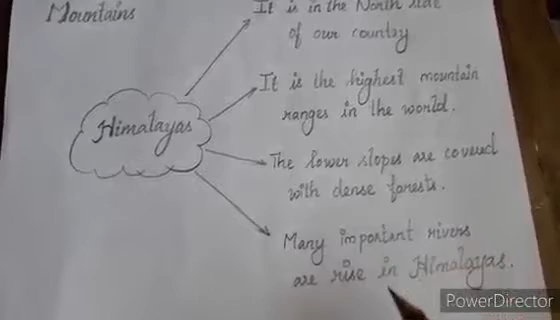 Mountains
It is in the North side
of our country
Himalayas
It is the highest mountain
ranges in the world.
The lower slopes are covered
with dense forests.
Many important rivers
are rise in Himalayas.
PowerDirector